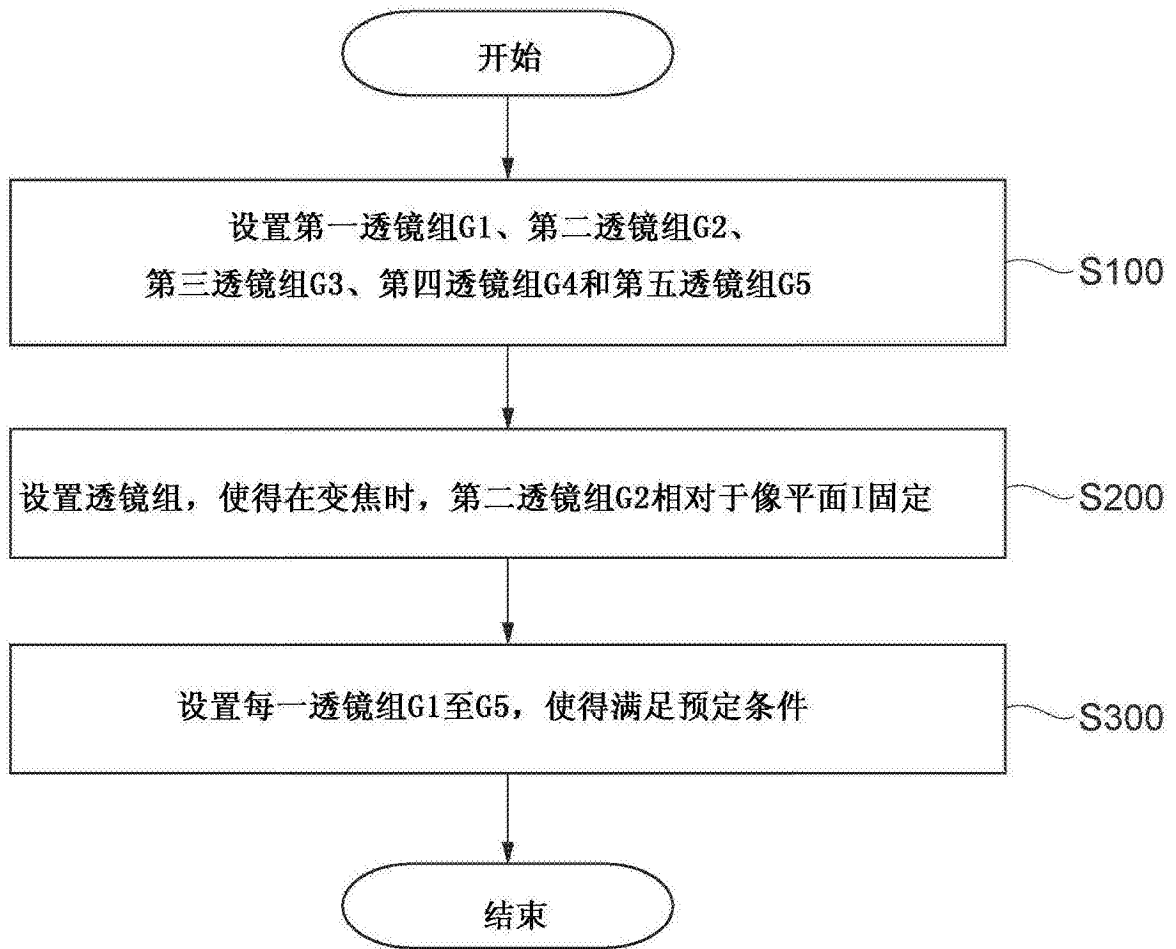 开始
设置第一透镜组G1、第二透镜组G2、
第三透镜组G3、第四透镜组G4和第五透镜组G5
S100
设置透镜组，使得在变焦时，第二透镜组G2相对于像平面I固定
S200
设置每一透镜组G1至G5，使得满足预定条件
S300
结束